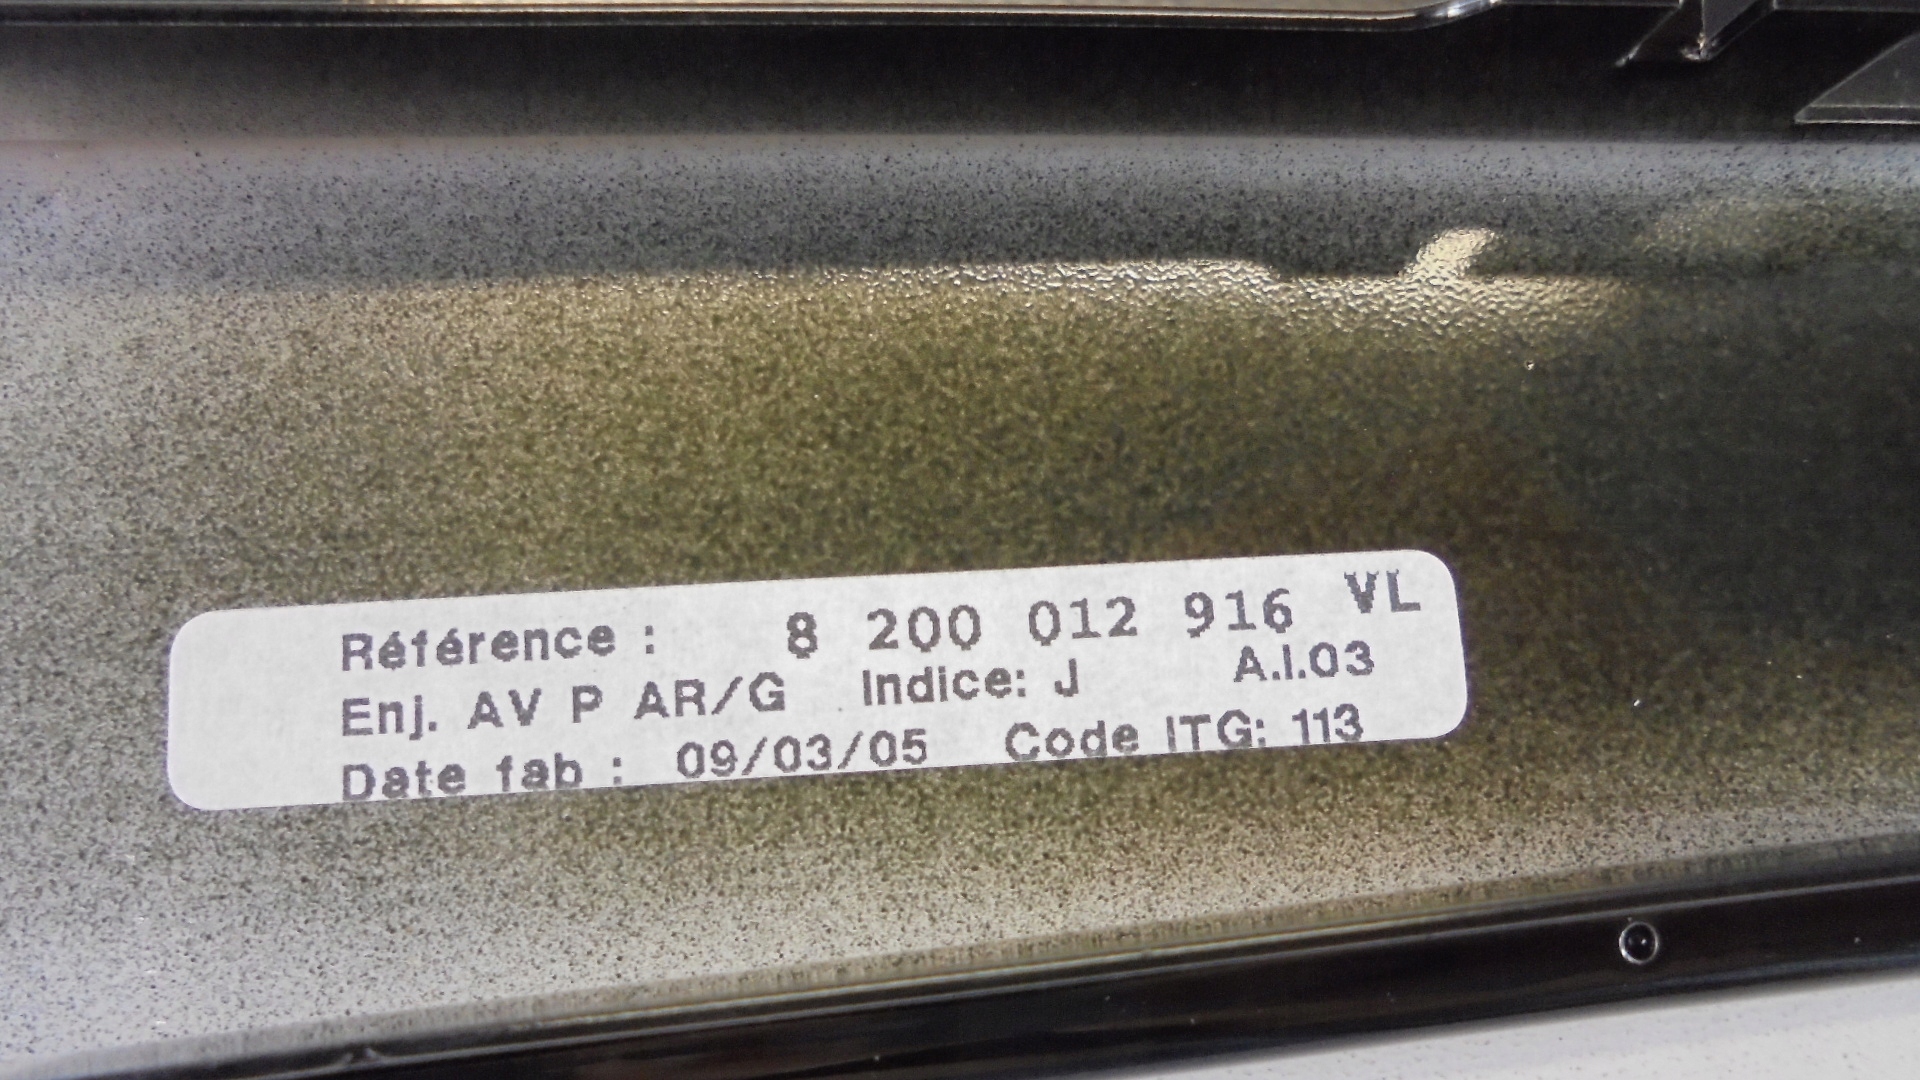 Référence : 8 200 012 916 VL
Enj. AV P AR/G Indice: J A.I.03
Date fab : 09/03/05 Code ITG: 113